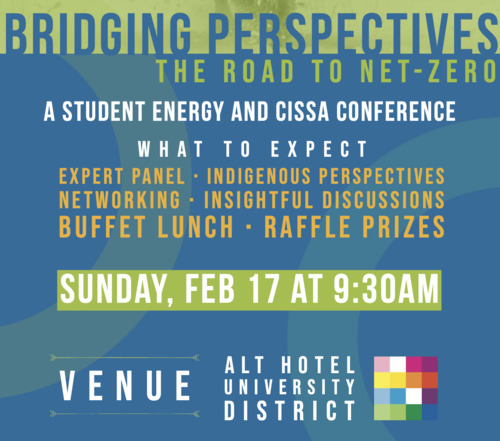 BRIDGING PERSPECTIVES
THE ROAD TO NET-ZERO
A STUDENT ENERGY AND CISSA CONFERENCE
WHAT TO EXPECT
EXPERT PANEL · INDIGENOUS PERSPECTIVES
NETWORKING · INSIGHTFUL DISCUSSIONS
BUFFET LUNCH · RAFFLE PRIZES
SUNDAY, FEB 17 AT 9:30AM
VENUE
ALT HOTEL
UNIVERSITY
DISTRICT